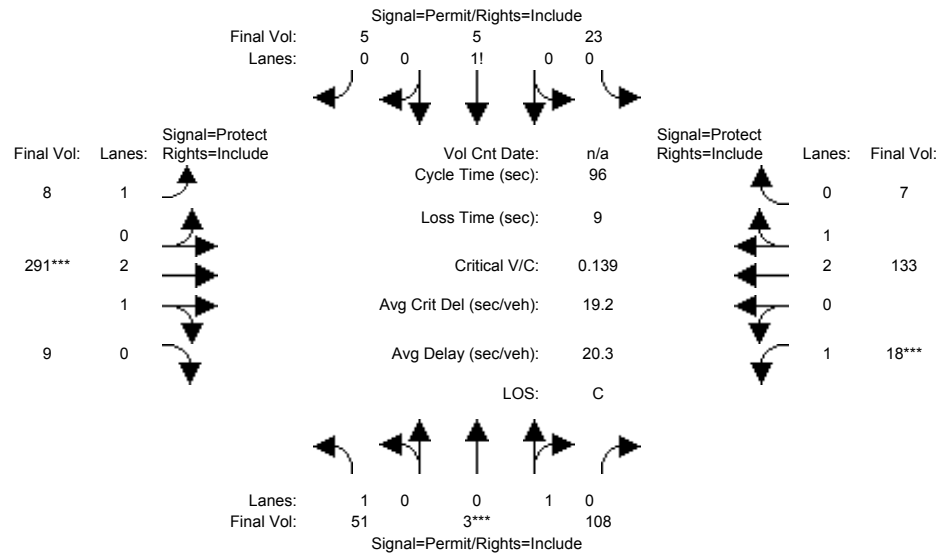 Signal=Permit/Rights=Include
Final Vol: 5 5 23
Lanes: 0 0 1! 0 0
Signal=Protect Signal=Protect
Final Vol: Lanes: Rights=Include Vol Cnt Date: n/a Rights=Include Lanes: Final Vol:
Cycle Time (sec): 96
8 1 0 7
Loss Time (sec): 9
0 1
291*** 2 Critical V/C: 0.139 2 133
1 Avg Crit Del (sec/veh): 19.2 0
9 0 Avg Delay (sec/veh): 20.3 1 18***
LOS: C
Lanes: 1 0 0 1 0
Final Vol: 51 3*** 108
Signal=Permit/Rights=Include